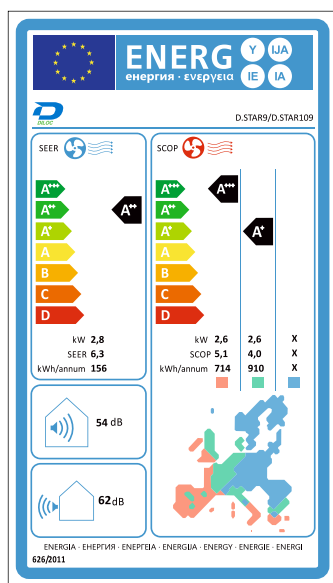 ENERG
енергия · ενεργεια
Y IJA
IE IA
DILOC
D.STAR9/D.STAR109
SEER
SCOP
A+++
A++
A+
A
B
C
D
A++
A+++
A++
A+
A
B
C
D
A+++
A+
kW 2,8
SEER 6,3
kWh/annum 156
kW 2,6 2,6 X
SCOP 5,1 4,0 X
kWh/annum 714 910 X
54 dB
62 dB
ENERGIA · ЕНЕРГИЯ · ΕΝΕΡΓΕΙΑ · ENERGIJA · ENERGY · ENERGIE · ENERGI
626/2011